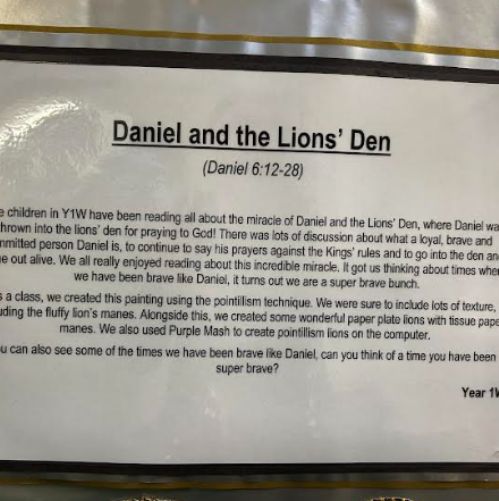 Daniel and the Lions' Den
(Daniel 6:12-28)
e children in Y1W have been reading all about the miracle of Daniel and the Lions' Den, where Daniel wa
thrown into the lions' den for praying to God! There was lots of discussion about what a loyal, brave and
mmitted person Daniel is, to continue to say his prayers against the Kings' rules and to go into the den an
e out alive. We all really enjoyed reading about this incredible miracle. It got us thinking about times whe
we have been brave like Daniel, it turns out we are a super brave bunch.
s a class, we created this painting using the pointillism technique. We were sure to include lots of texture,
uding the fluffy lion's manes. Alongside this, we created some wonderful paper plate lions with tissue pape
manes. We also used Purple Mash to create pointillism lions on the computer.
ou can also see some of the times we have been brave like Daniel, can you think of a time you have been
super brave?
Year 1W